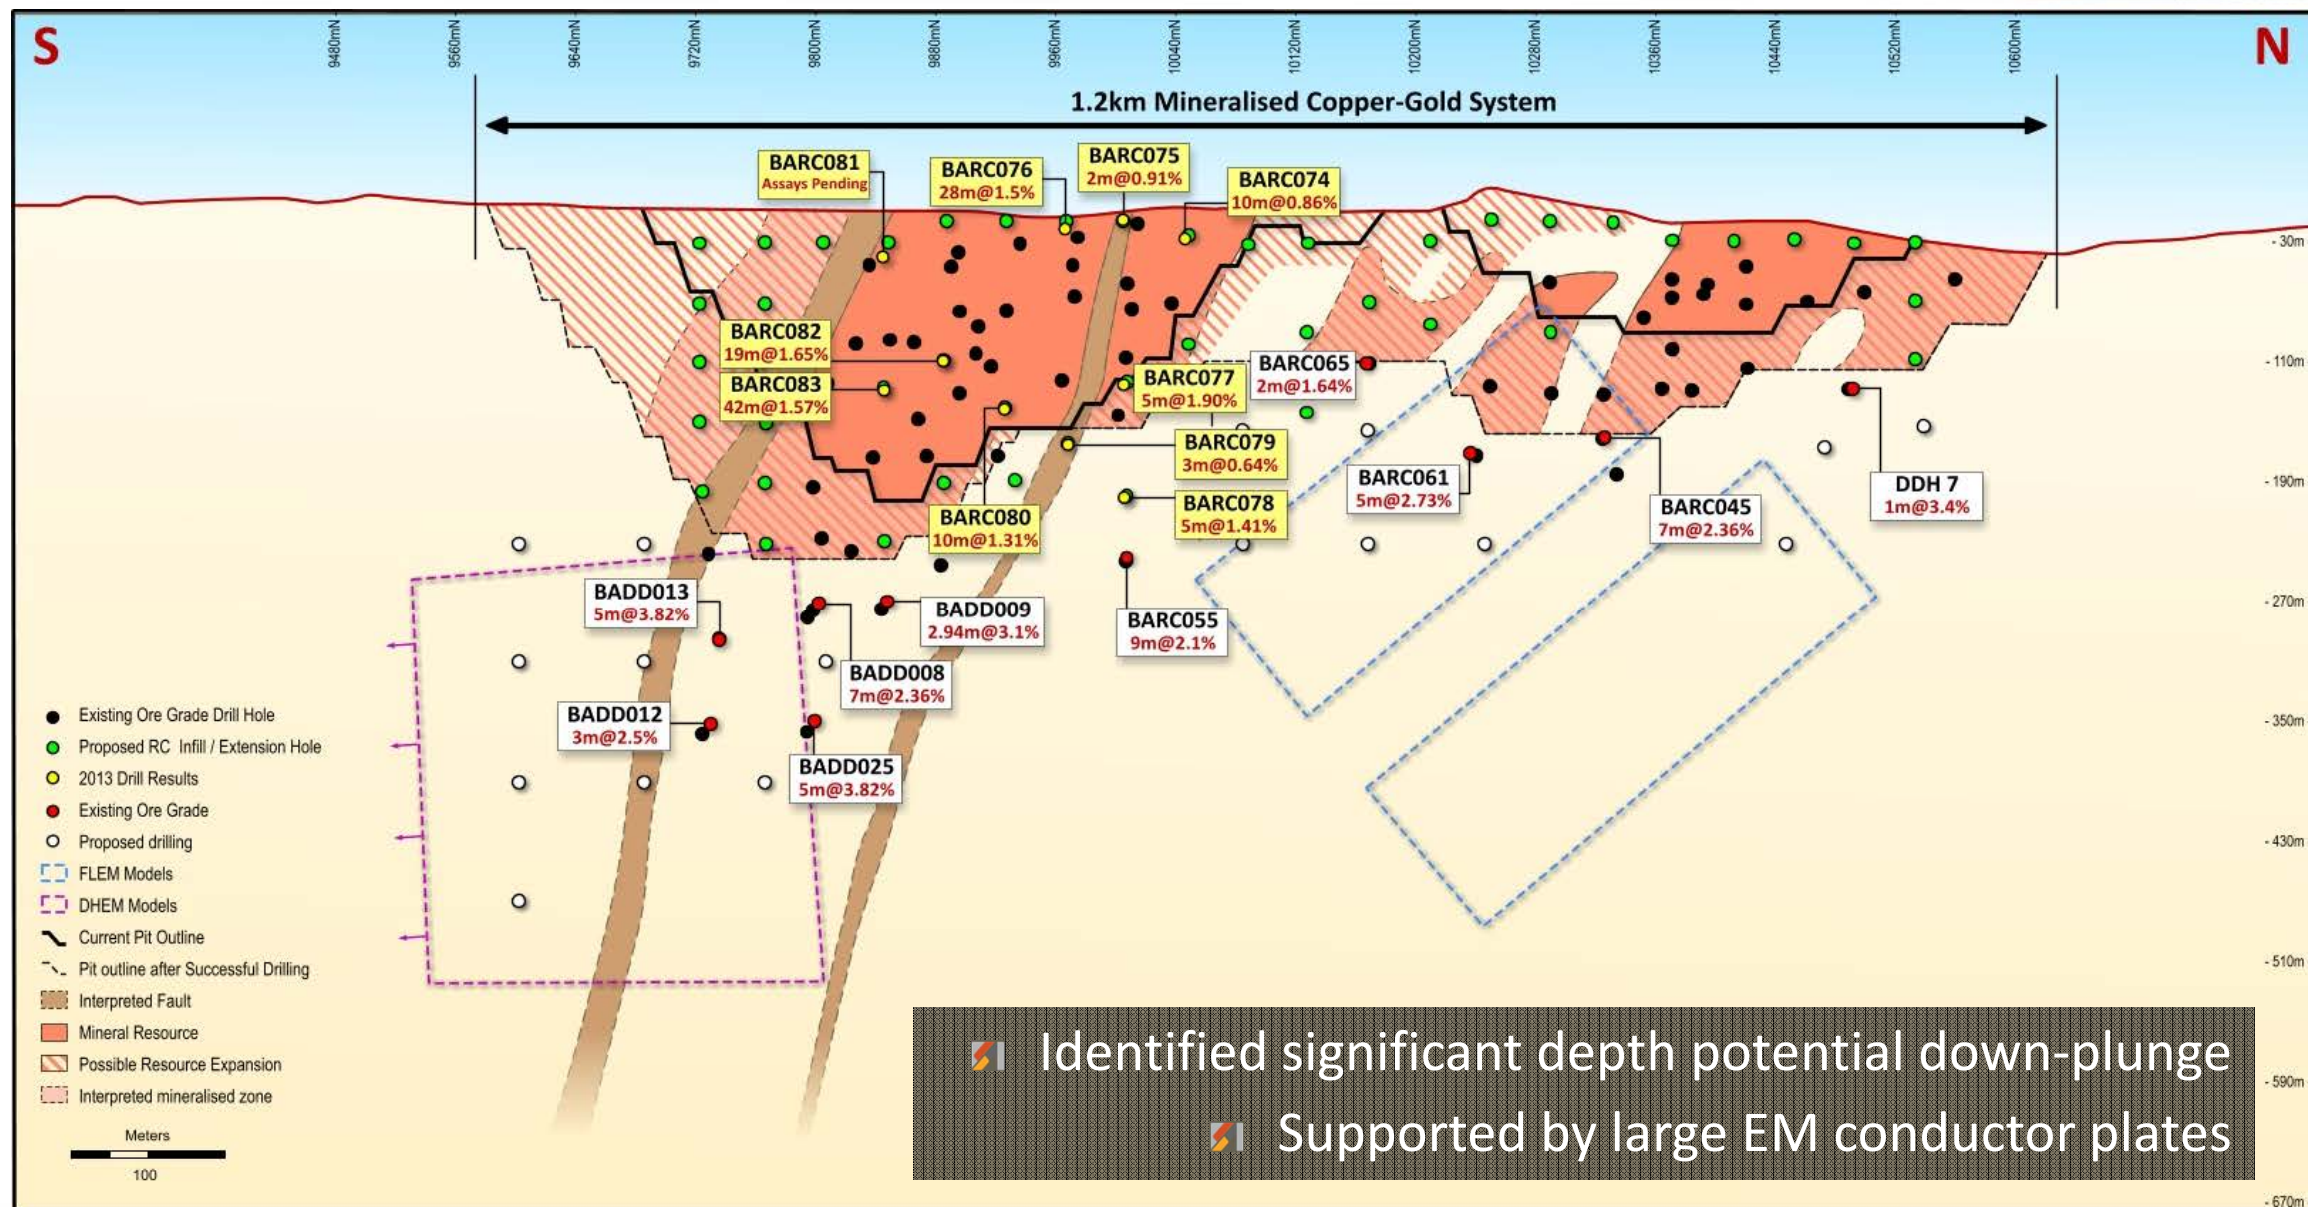 S
N
9480mN
9560mN
9640mN
9720mN
9800mN
9880mN
9960mN
10040mN
10120mN
10200mN
10280mN
10360mN
10440mN
10520mN
10600mN
1.2km Mineralised Copper-Gold System
BARC081
Assays Pending
BARC076
28m@1.5%
BARC075
2m@0.91%
BARC074
10m@0.86%
- 30m
BARC082
19m@1.65%
BARC083
42m@1.57%
BARC077
5m@1.90%
BARC065
2m@1.64%
- 110m
BARC079
3m@0.64%
BARC061
5m@2.73%
BARC078
5m@1.41%
BARC080
10m@1.31%
BARC045
7m@2.36%
DDH 7
1m@3.4%
- 190m
BADD013
5m@3.82%
BADD009
2.94m@3.1%
BARC055
9m@2.1%
- 270m
BADD008
7m@2.36%
BADD012
3m@2.5%
BADD025
5m@3.82%
- 350m
- 430m
- 510m
- 590m
- 670m
Existing Ore Grade Drill Hole
Proposed RC Infill / Extension Hole
2013 Drill Results
Existing Ore Grade
Proposed drilling
FLEM Models
DHEM Models
Current Pit Outline
Pit outline after Successful Drilling
Interpreted Fault
Mineral Resource
Possible Resource Expansion
Interpreted mineralised zone
Meters
100
Identified significant depth potential down-plunge
Supported by large EM conductor plates